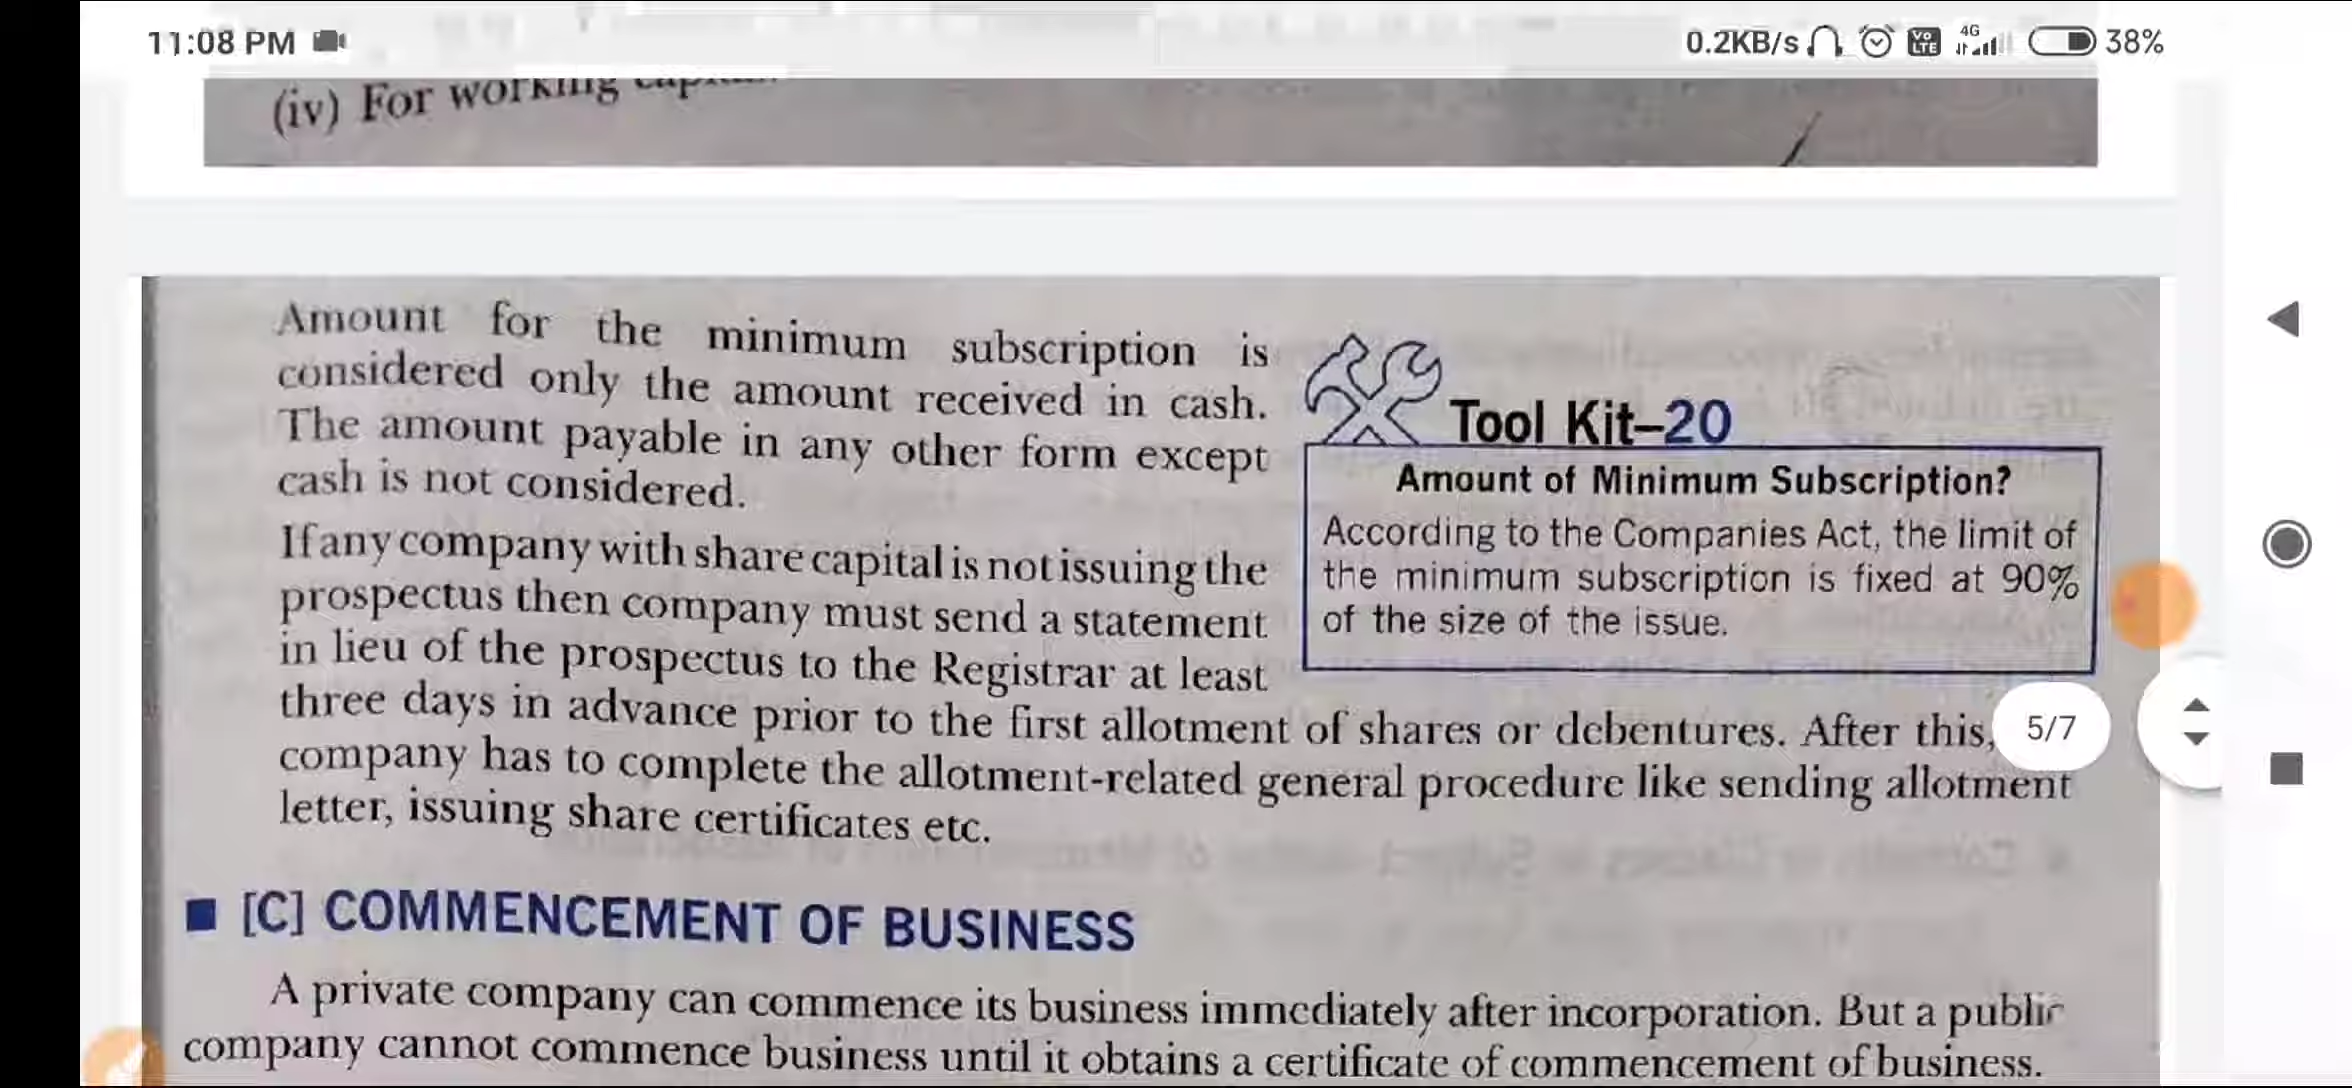 11:08 PM
0.2KB/s VO LTE 4G 38%
(iv) For working
Amount for the minimum subscription is
considered only the amount received in cash.
The amount payable in any other form except
cash is not considered.
If any company with share capital is not issuing the
prospectus then company must send a statement
in lieu of the prospectus to the Registrar at least
three days in advance prior to the first allotment of shares or debentures. After this,
company has to complete the allotment-related general procedure like sending allotment
letter, issuing share certificates etc.
Tool Kit–20
Amount of Minimum Subscription?
According to the Companies Act, the limit of
the minimum subscription is fixed at 90%
of the size of the issue.
5/7
[C] COMMENCEMENT OF BUSINESS
A private company can commence its business immediately after incorporation. But a public
company cannot commence business until it obtains a certificate of commencement of business.